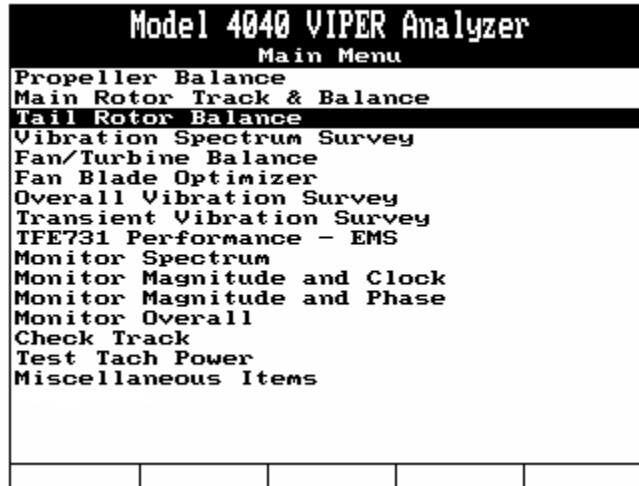 Model 4040 VIPER Analyzer
Main Menu
Propeller Balance
Main Rotor Track & Balance
Tail Rotor Balance
Vibration Spectrum Survey
Fan/Turbine Balance
Fan Blade Optimizer
Overall Vibration Survey
Transient Vibration Survey
TFE731 Performance - EMS
Monitor Spectrum
Monitor Magnitude and Clock
Monitor Magnitude and Phase
Monitor Overall
Check Track
Test Tach Power
Miscellaneous Items